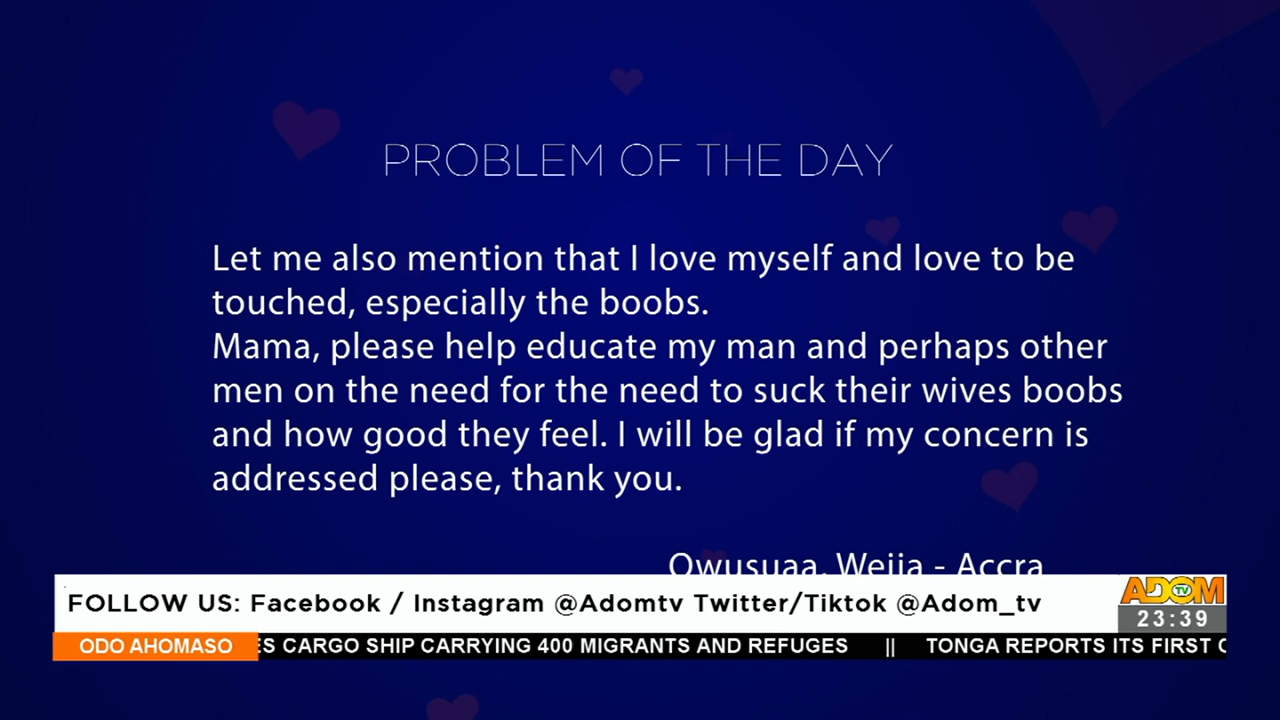 PROBLEM OF THE DAY
Let me also mention that I love myself and love to be
touched, especially the boobs.
Mama, please help educate my man and perhaps other
men on the need for the need to suck their wives boobs
and how good they feel. I will be glad if my concern is
addressed please, thank you.
Owusuaa, Weija - Accra
FOLLOW US: Facebook / Instagram @Adomtv Twitter/Tiktok @Adom_tv
ADOM TV
23:39
ODO AHOMASO ES CARGO SHIP CARRYING 400 MIGRANTS AND REFUGES || TONGA REPORTS ITS FIRST